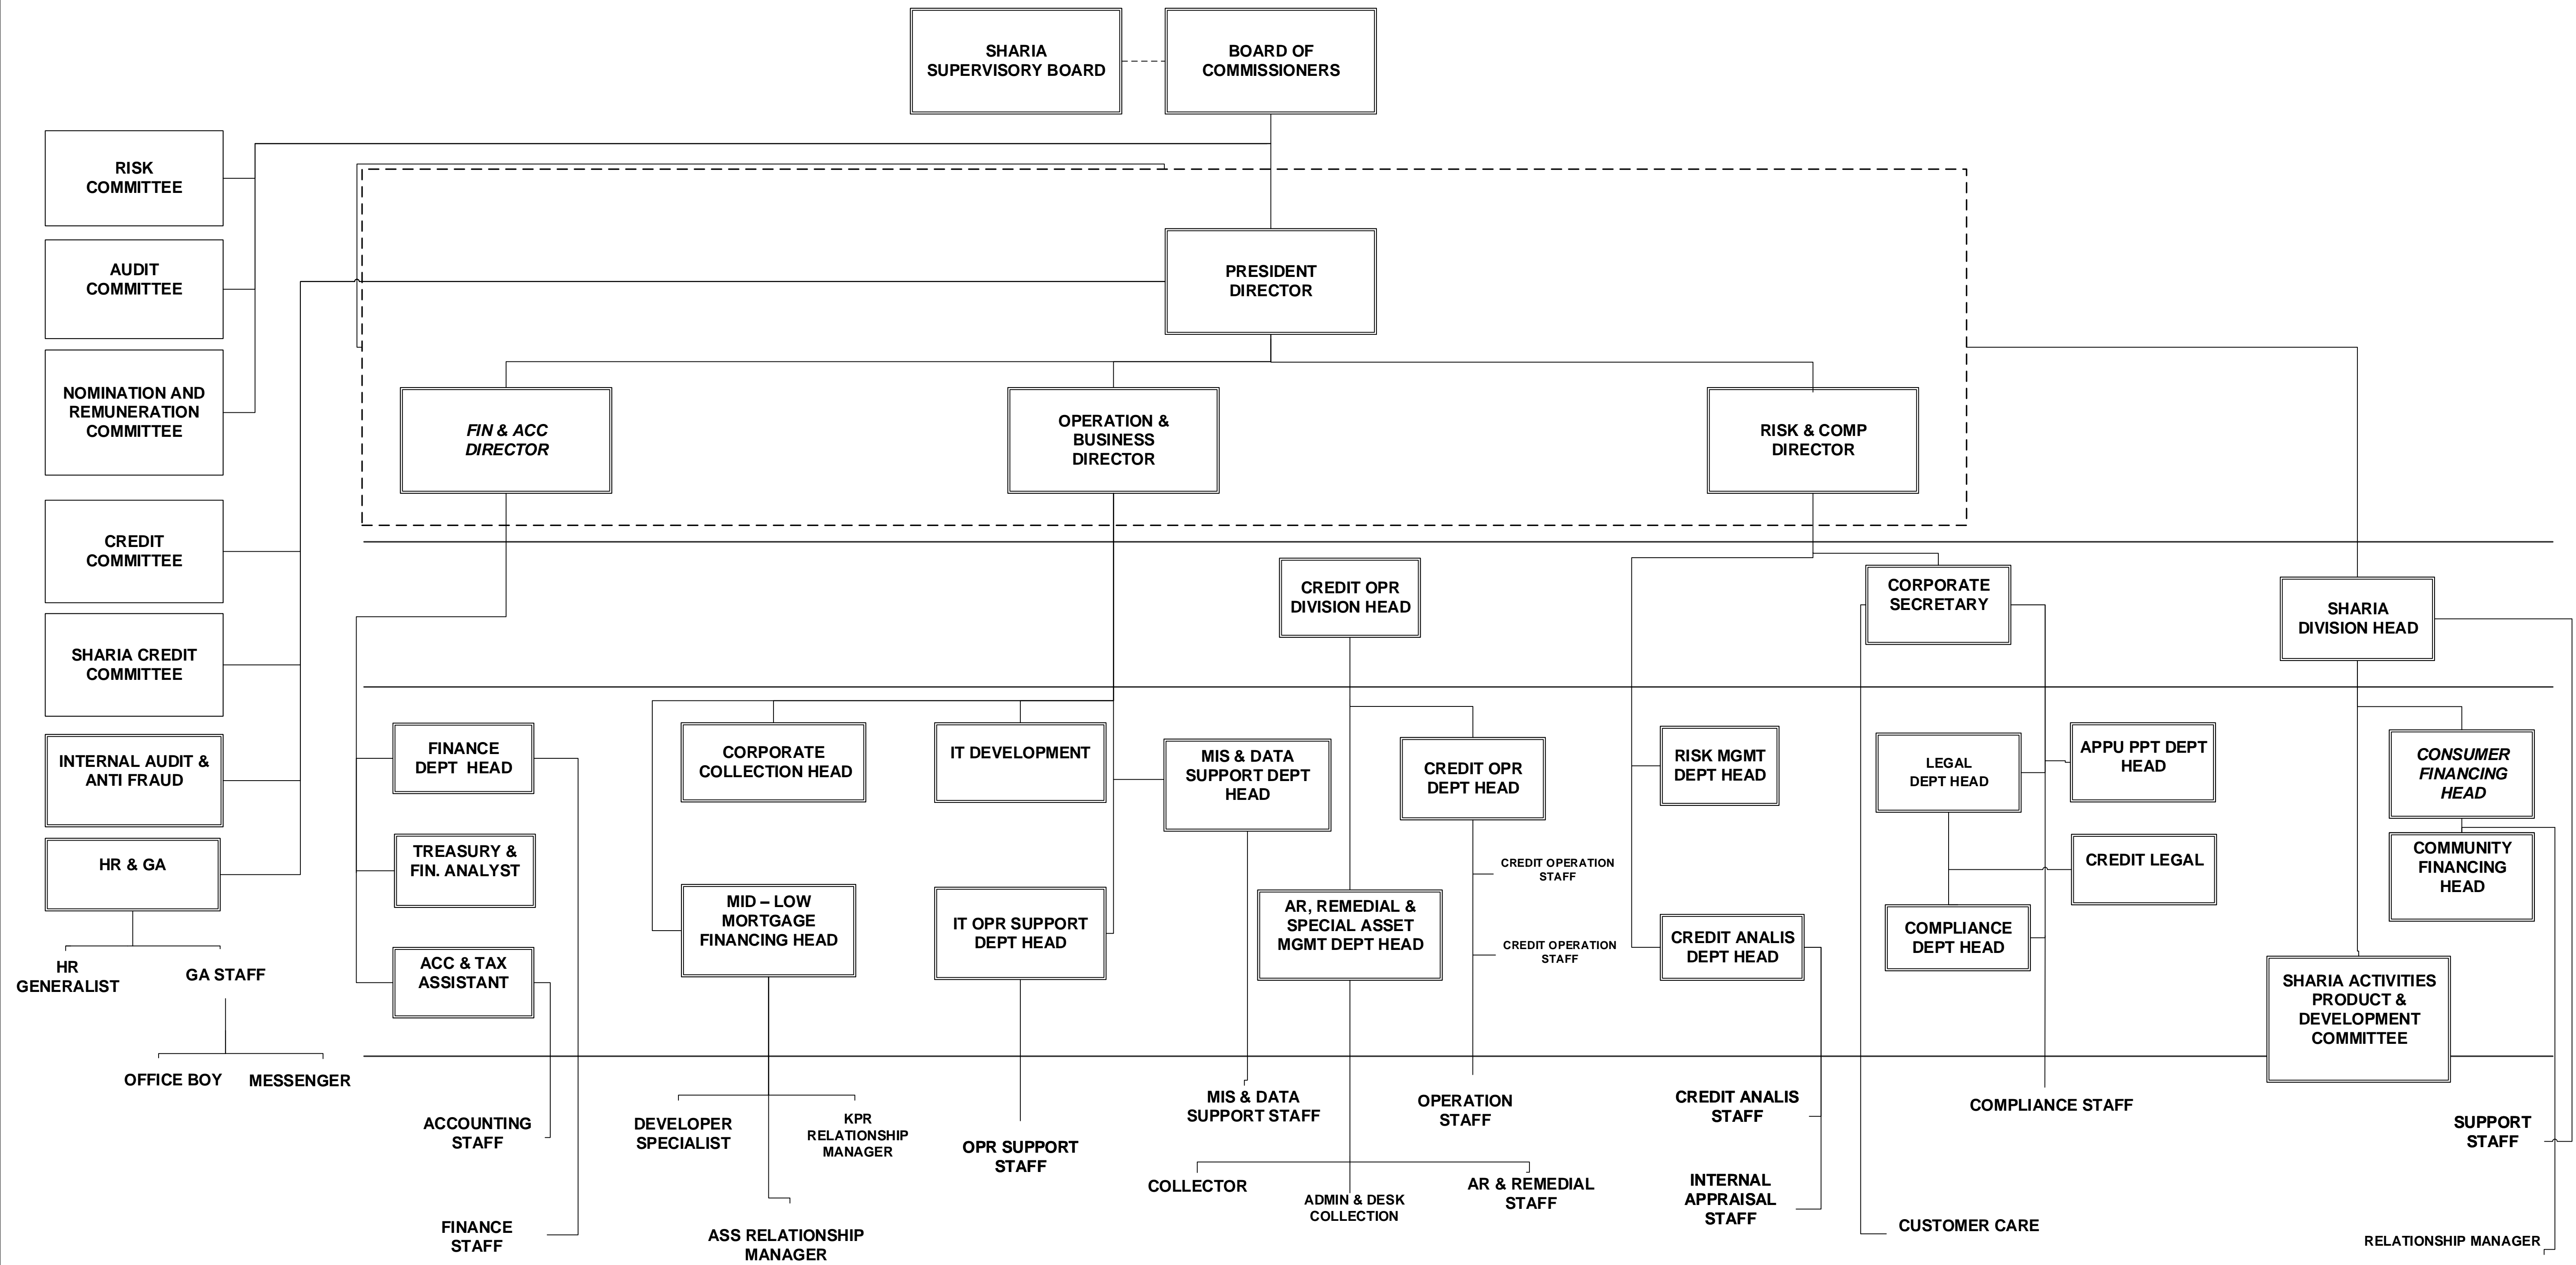 SHARIA
SUPERVISORY BOARD
BOARD OF
COMMISSIONERS
RISK
COMMITTEE
AUDIT
COMMITTEE
NOMINATION AND
REMUNERATION
COMMITTEE
CREDIT
COMMITTEE
SHARIA CREDIT
COMMITTEE
INTERNAL AUDIT &
ANTI FRAUD
HR & GA
HR
GENERALIST
GA STAFF
OFFICE BOY
MESSENGER
PRESIDENT
DIRECTOR
FIN & ACC
DIRECTOR
OPERATION &
BUSINESS
DIRECTOR
RISK & COMP
DIRECTOR
CREDIT OPR
DIVISION HEAD
CORPORATE
SECRETARY
SHARIA
DIVISION HEAD
FINANCE
DEPT HEAD
TREASURY &
FIN. ANALYST
ACC & TAX
ASSISTANT
ACCOUNTING
STAFF
FINANCE
STAFF
CORPORATE
COLLECTION HEAD
MID – LOW
MORTGAGE
FINANCING HEAD
DEVELOPER
SPECIALIST
KPR
RELATIONSHIP
MANAGER
ASS RELATIONSHIP
MANAGER
IT DEVELOPMENT
IT OPR SUPPORT
DEPT HEAD
OPR SUPPORT
STAFF
MIS & DATA
SUPPORT DEPT
HEAD
MIS & DATA
SUPPORT STAFF
CREDIT OPR
DEPT HEAD
CREDIT OPERATION
STAFF
CREDIT OPERATION
STAFF
OPERATION
STAFF
AR, REMEDIAL &
SPECIAL ASSET
MGMT DEPT HEAD
COLLECTOR
ADMIN & DESK
COLLECTION
AR & REMEDIAL
STAFF
RISK MGMT
DEPT HEAD
CREDIT ANALIS
DEPT HEAD
CREDIT ANALIS
STAFF
INTERNAL
APPRAISAL
STAFF
LEGAL
DEPT HEAD
APPU PPT DEPT
HEAD
CREDIT LEGAL
COMPLIANCE
DEPT HEAD
COMPLIANCE STAFF
CUSTOMER CARE
CONSUMER
FINANCING
HEAD
COMMUNITY
FINANCING
HEAD
SHARIA ACTIVITIES
PRODUCT &
DEVELOPMENT
COMMITTEE
SUPPORT
STAFF
RELATIONSHIP MANAGER